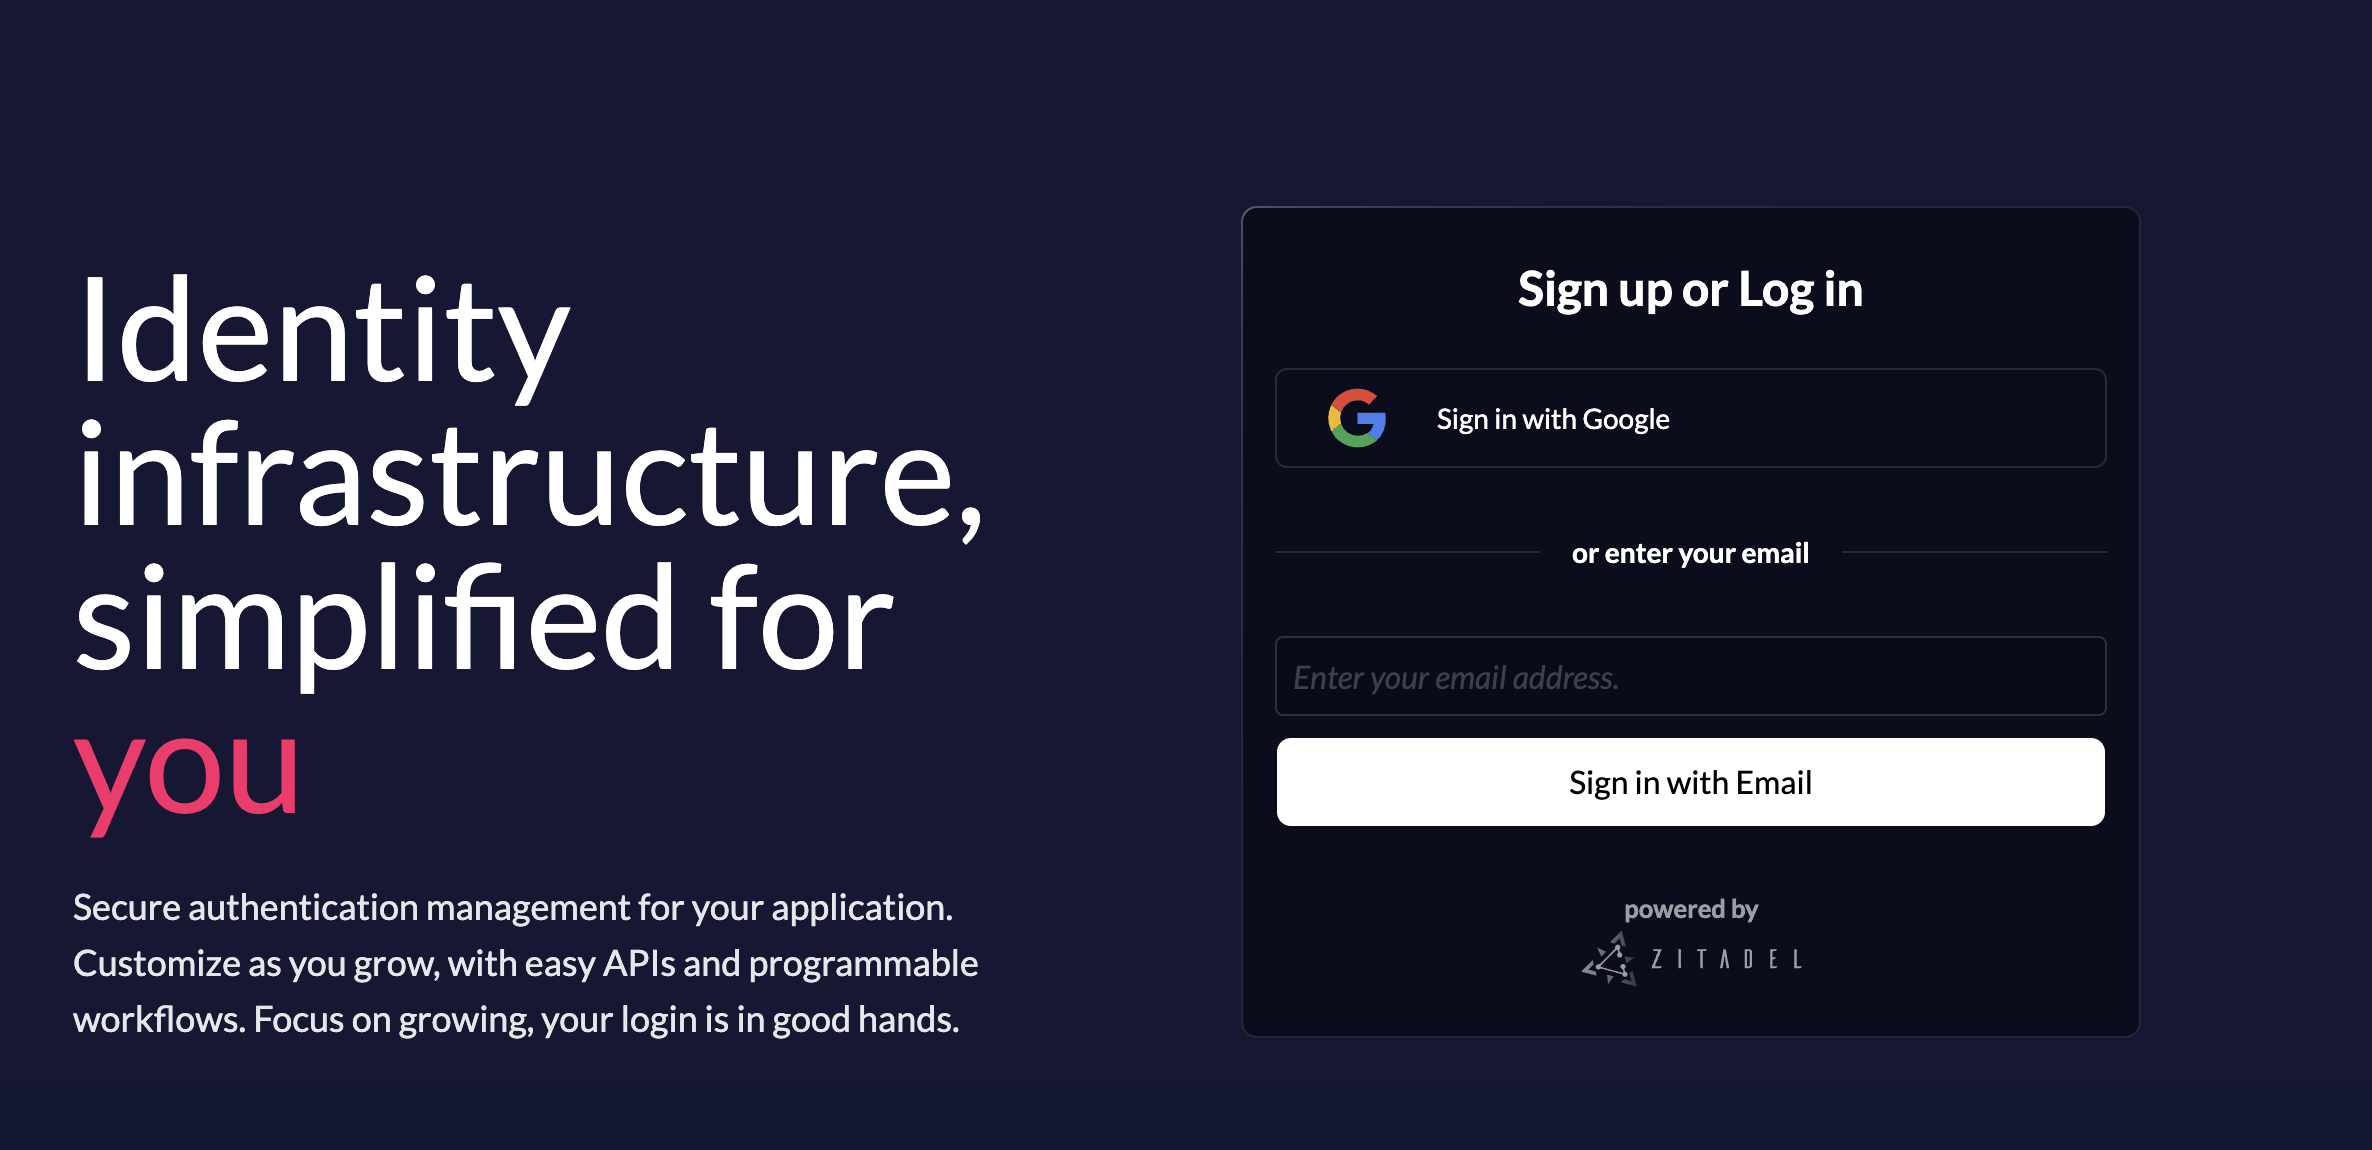 Identity
infrastructure,
simplified for
you
Secure authentication management for your application.
Customize as you grow, with easy APIs and programmable
workflows. Focus on growing, your login is in good hands.
Sign up or Log in
Sign in with Google
or enter your email
Enter your email address.
Sign in with Email
powered by
ZITADEL